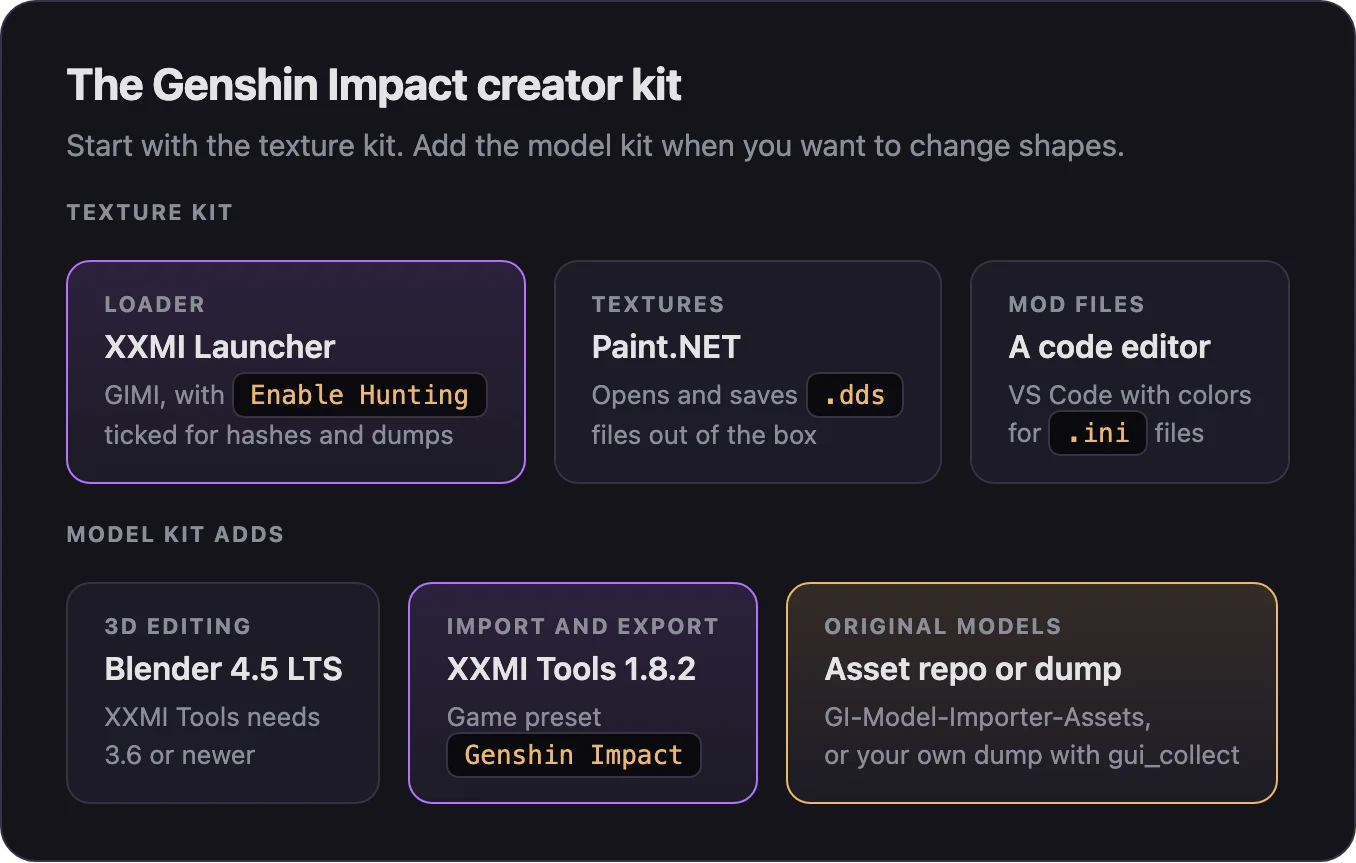 The Genshin Impact creator kit
Start with the texture kit. Add the model kit when you want to change shapes.
TEXTURE KIT
LOADER
XXMI Launcher
GIMI, with Enable Hunting
ticked for hashes and dumps
TEXTURES
Paint.NET
Opens and saves .dds
files out of the box
MOD FILES
A code editor
VS Code with colors
for .ini files
MODEL KIT ADDS
3D EDITING
Blender 4.5 LTS
XXMI Tools needs
3.6 or newer
IMPORT AND EXPORT
XXMI Tools 1.8.2
Game preset
Genshin Impact
ORIGINAL MODELS
Asset repo or dump
GI-Model-Importer-Assets,
or your own dump with gui_collect